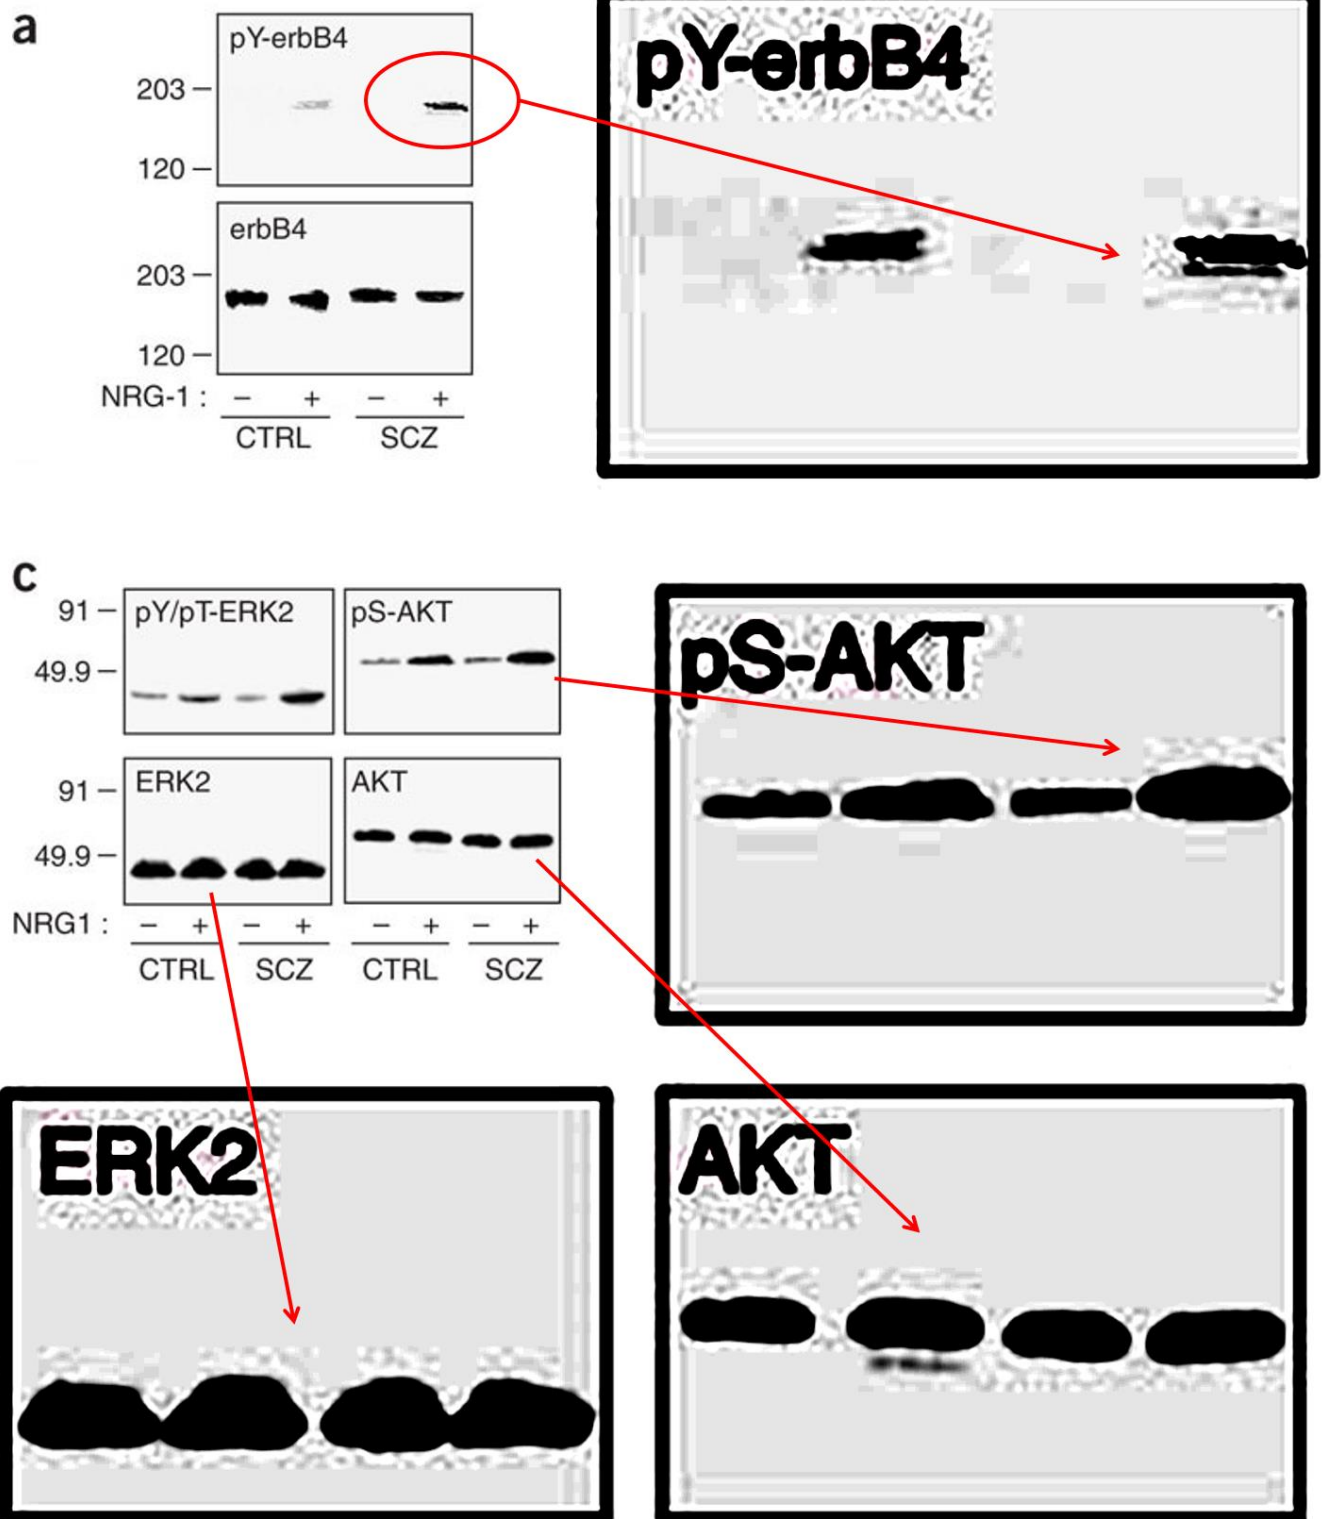 a
pY-erbB4
203
120
erbB4
203
120
NRG-1 : − + − +
CTRL SCZ
pY-erbB4
c
pY/pT-ERK2 pS-AKT
91
49.9
ERK2 AKT
91
49.9
NRG1 : − + − + − + − +
CTRL SCZ CTRL SCZ
pS-AKT
ERK2
AKT